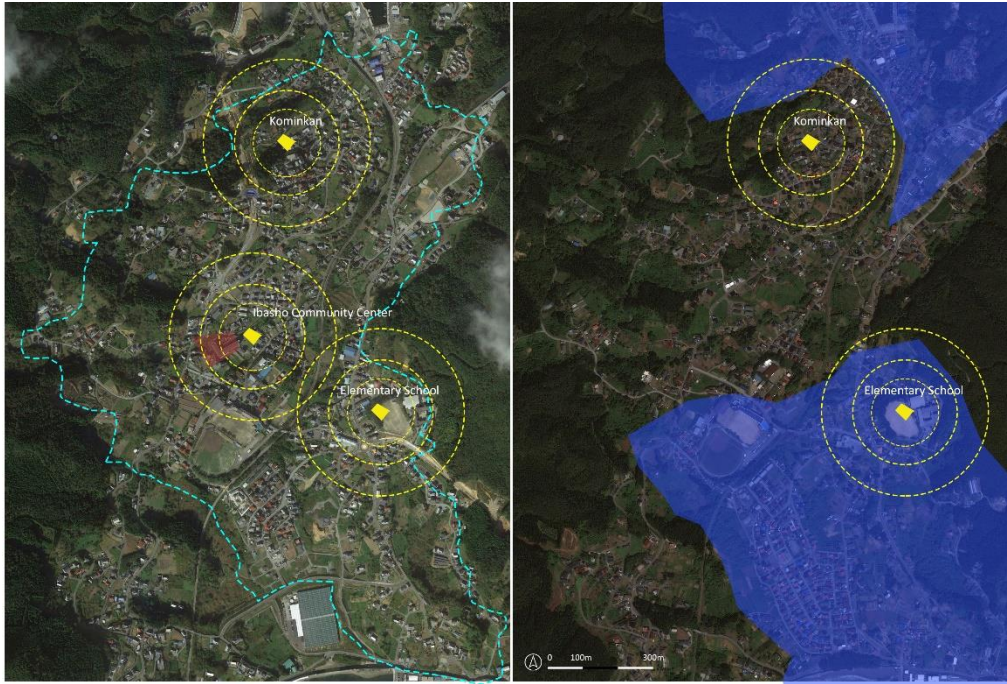 Kominkan
Ibasho Community Center
Elementary School
Kominkan
Elementary School
0 100m 300m